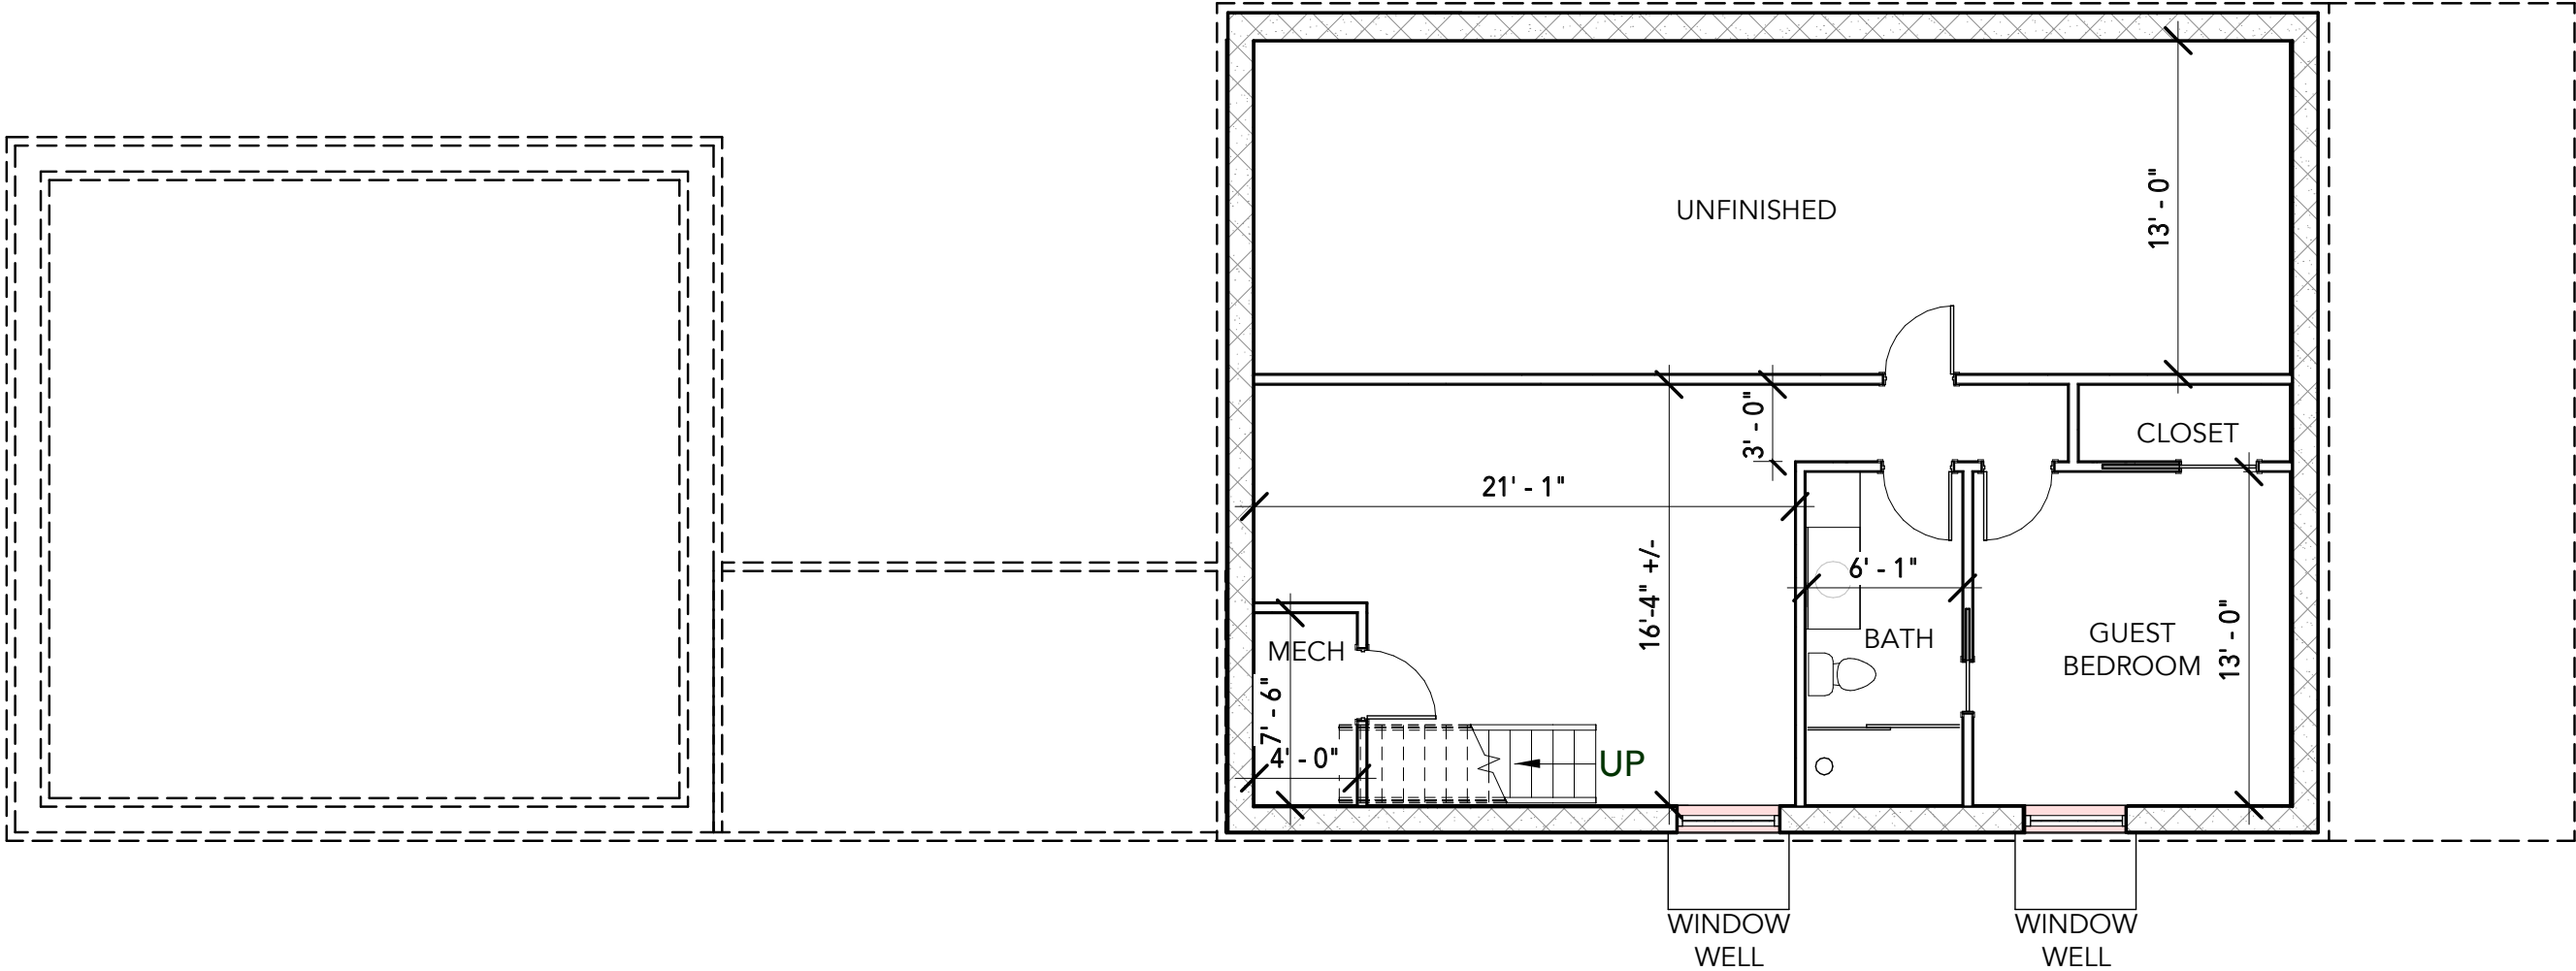 UNFINISHED
13' - 0"
3' - 0"
CLOSET
21' - 1"
16'-4" +/-
6' - 1"
MECH
BATH
GUEST
BEDROOM
13' - 0"
7' - 6"
4' - 0"
UP
WINDOW
WELL
WINDOW
WELL